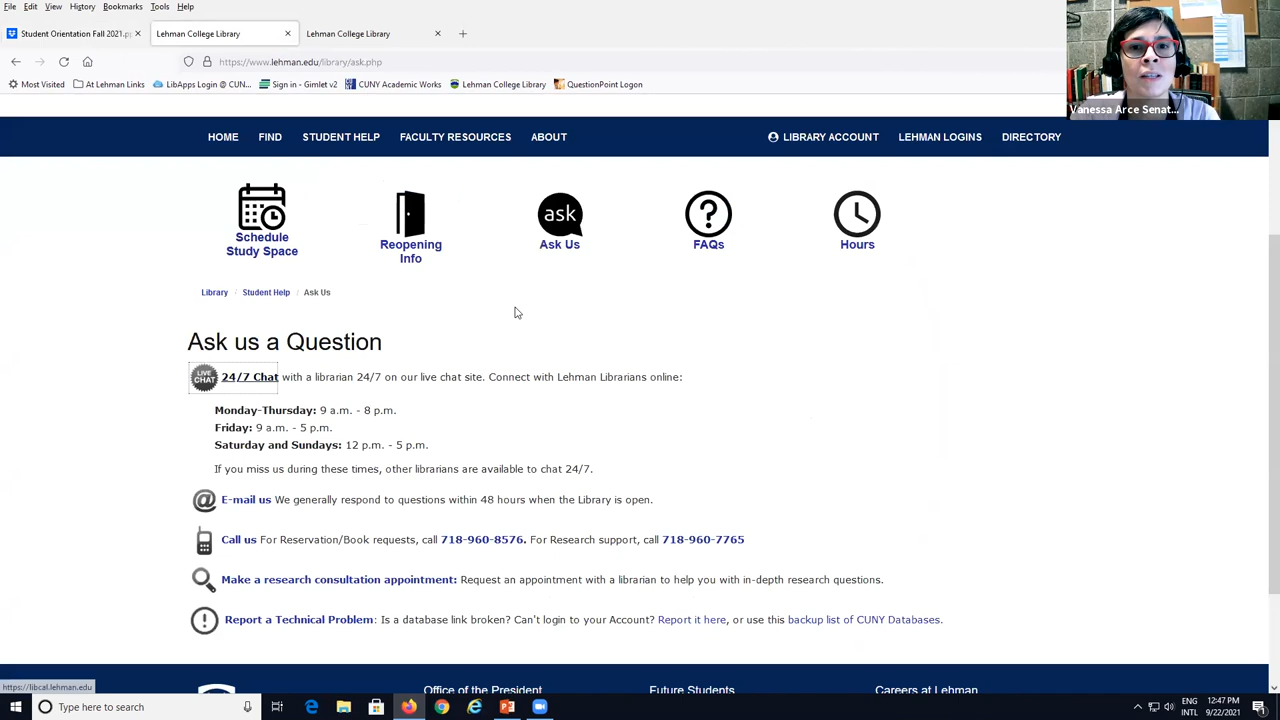 File Edit View History Bookmarks Tools Help
Student Orientation Fall 2021.p
Lehman College Library
Lehman College Library
https://www.lehman.edu/library/ask.php
Most Visited
At Lehman Links
LibApps Login @ CUN...
Sign in - Gimlet v2
CUNY Academic Works
Lehman College Library
QuestionPoint Logon
Vanessa Arce Senat...
HOME FIND STUDENT HELP FACULTY RESOURCES ABOUT LIBRARY ACCOUNT LEHMAN LOGINS DIRECTORY
ask
?
Schedule
Study Space
Reopening
Info
Ask Us
FAQs
Hours
Library / Student Help / Ask Us
Ask us a Question
LIVE
CHAT
24/7 Chat with a librarian 24/7 on our live chat site. Connect with Lehman Librarians online:
Monday-Thursday: 9 a.m. - 8 p.m.
Friday: 9 a.m. - 5 p.m.
Saturday and Sundays: 12 p.m. - 5 p.m.
If you miss us during these times, other librarians are available to chat 24/7.
@ E-mail us We generally respond to questions within 48 hours when the Library is open.
Call us For Reservation/Book requests, call 718-960-8576. For Research support, call 718-960-7765
Make a research consultation appointment: Request an appointment with a librarian to help you with in-depth research questions.
! Report a Technical Problem: Is a database link broken? Can't login to your Account? Report it here, or use this backup list of CUNY Databases.
https://libcal.lehman.edu
Office of the President
Future Students
Careers at Lehman
Type here to search
ENG
INTL
12:47 PM
9/22/2021
1